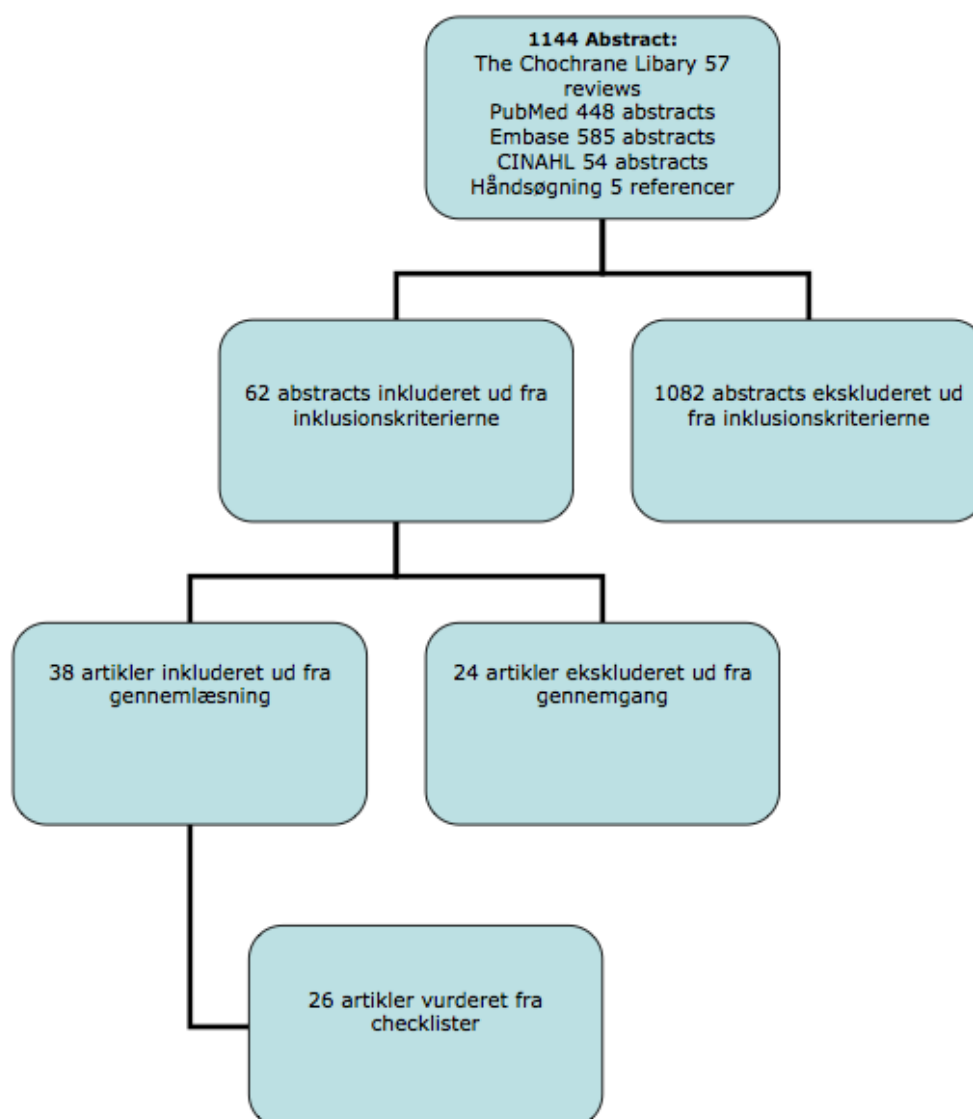 1144 Abstract:
The Chochrane Libary 57
reviews
PubMed 448 abstracts
Embase 585 abstracts
CINAHL 54 abstracts
Håndsøgning 5 referencer
62 abstracts inkluderet ud fra
inklusionskriterierne
1082 abstracts ekskluderet ud
fra inklusionskriterierne
38 artikler inkluderet ud fra
gennemlæsning
24 artikler ekskluderet ud fra
gennemgang
26 artikler vurderet fra
checklister